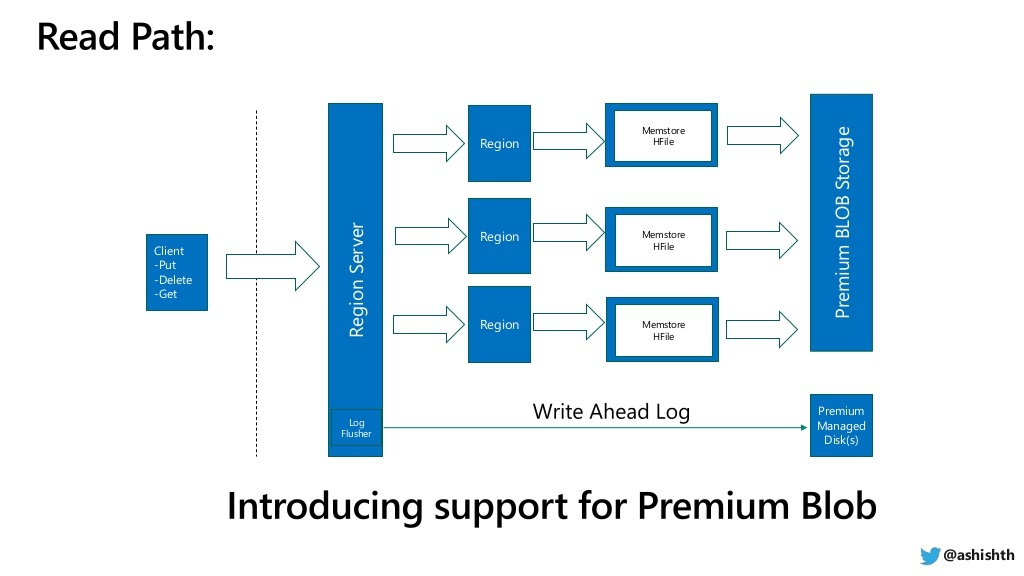 Read Path:
Client
-Put
-Delete
-Get
Region Server
Log
Flusher
Region
Memstore
HFile
Region
Memstore
HFile
Region
Memstore
HFile
Premium BLOB Storage
Write Ahead Log
Premium
Managed
Disk(s)
Introducing support for Premium Blob
@ashishth